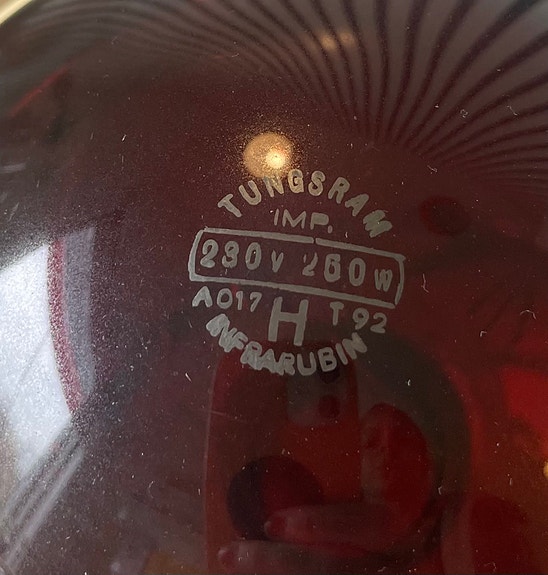 TUNGSRAM
IMP.
230V 250W
A017 H T92
INFRARUBIN